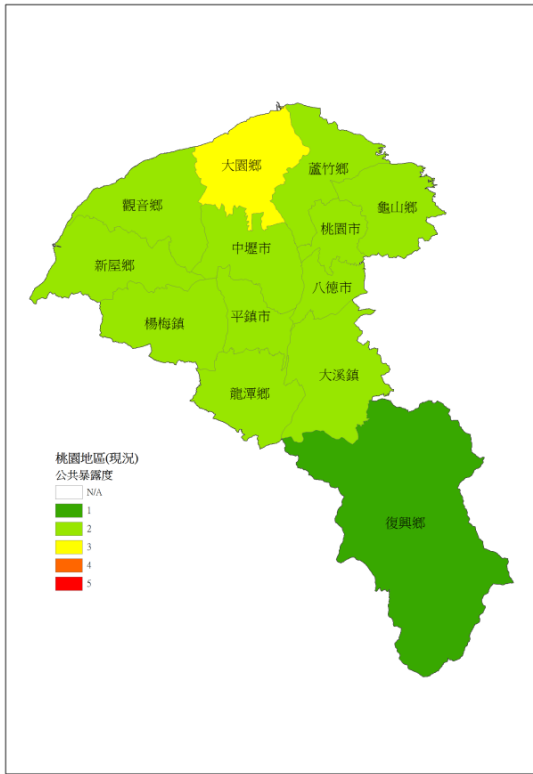 大園鄉
蘆竹鄉
觀音鄉
龜山鄉
桃園市
中壢市
新屋鄉
八德市
楊梅鎮
平鎮市
大溪鎮
龍潭鄉
桃園地區(現況)
公共暴露度
N/A
1
2
3
4
5
復興鄉